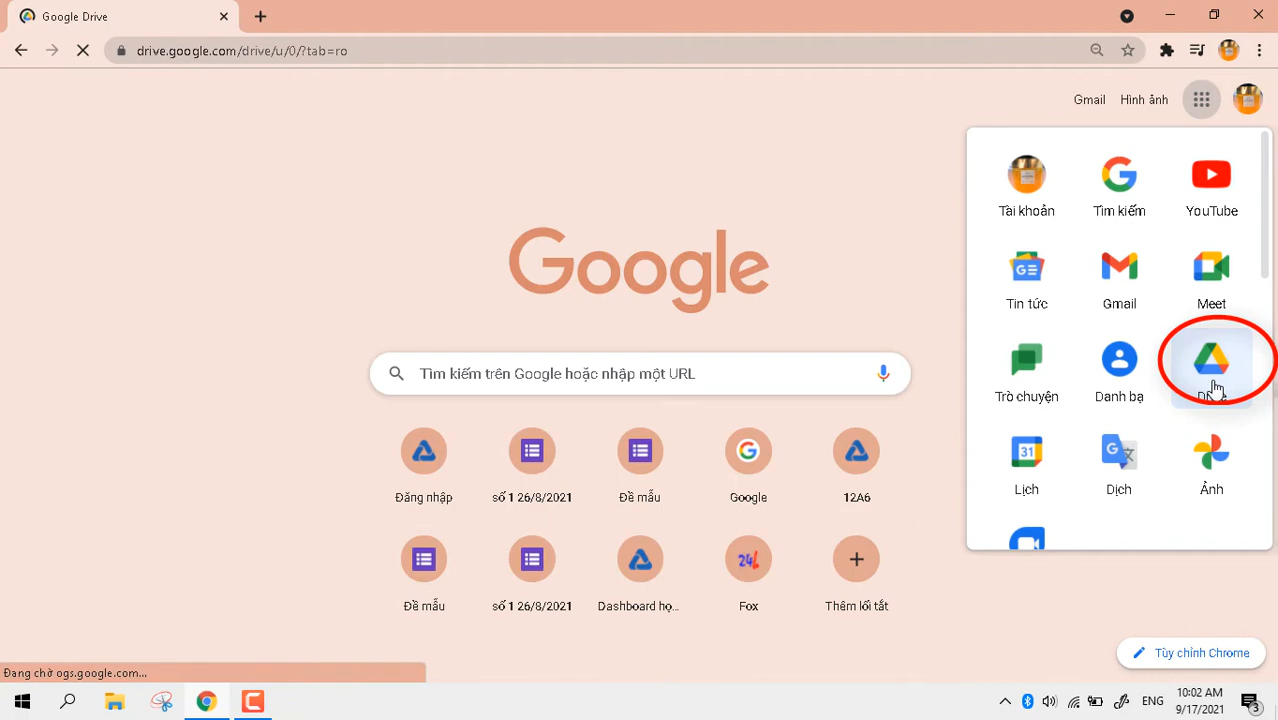 Google Drive
drive.google.com/drive/u/0/?tab=ro
Gmail Hình ảnh
Tài khoản Tìm kiếm YouTube
GE
Tin tức Gmail Meet
Trò chuyện Danh bạ
31
Lịch Dịch Ảnh
Google
Tìm kiếm trên Google hoặc nhập một URL
Đăng nhập số 1 26/8/2021 Đề mẫu Google 12A6
24h
Đề mẫu số 1 26/8/2021 Dashboard họ... Fox Thêm lối tắt
Tùy chỉnh Chrome
Đang chờ ogs.google.com...
ENG
10:02 AM
9/17/2021
3